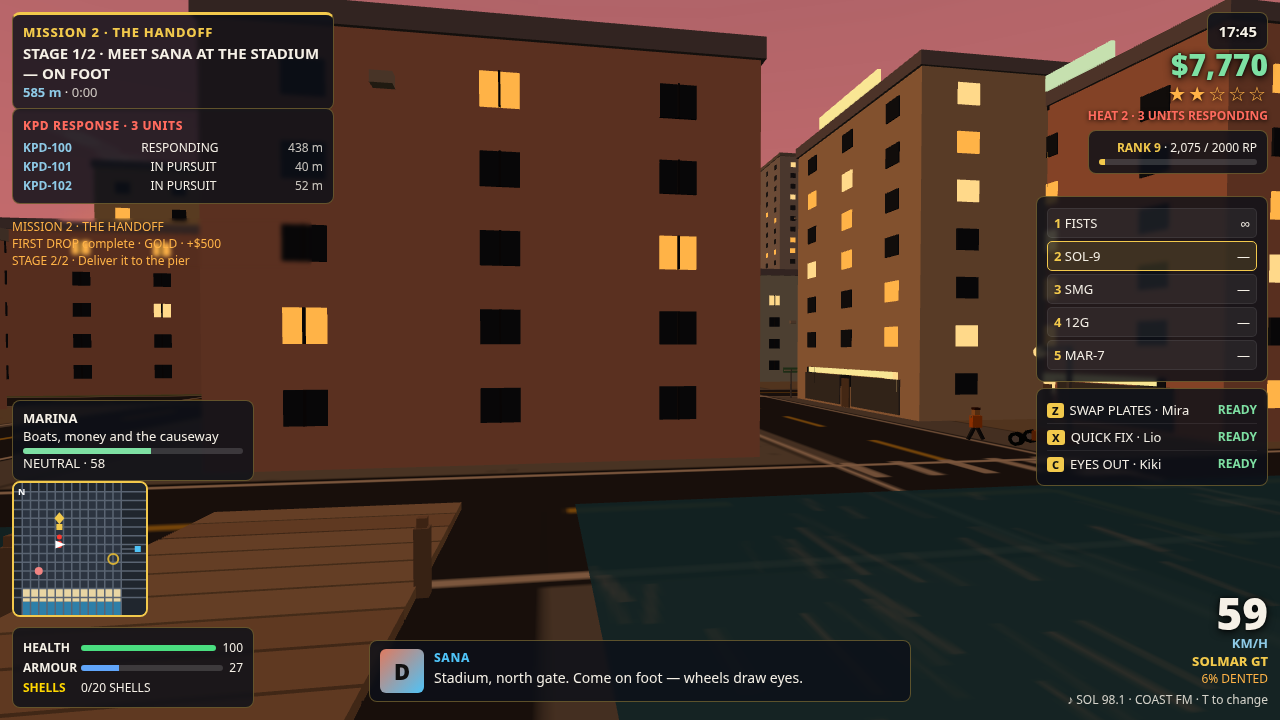 MISSION 2 · THE HANDOFF
STAGE 1/2 · MEET SANA AT THE STADIUM
— ON FOOT
585 m · 0:00
KPD RESPONSE · 3 UNITS
KPD-100 RESPONDING 438 m
KPD-101 IN PURSUIT 40 m
KPD-102 IN PURSUIT 52 m
MISSION 2 · THE HANDOFF
FIRST DROP complete · GOLD · +$500
STAGE 2/2 · Deliver it to the pier
MARINA
Boats, money and the causeway
NEUTRAL · 58
N
HEALTH 100
ARMOUR 27
SHELLS 0/20 SHELLS
D
SANA
Stadium, north gate. Come on foot — wheels draw eyes.
17:45
$7,770
★★☆☆☆☆
HEAT 2 · 3 UNITS RESPONDING
RANK 9 · 2,075 / 2000 RP
1 FISTS ∞
2 SOL-9 —
3 SMG —
4 12G —
5 MAR-7 —
Z SWAP PLATES · Mira READY
X QUICK FIX · Lio READY
C EYES OUT · Kiki READY
59
KM/H
SOLMAR GT
6% DENTED
♪ SOL 98.1 · COAST FM · T to change